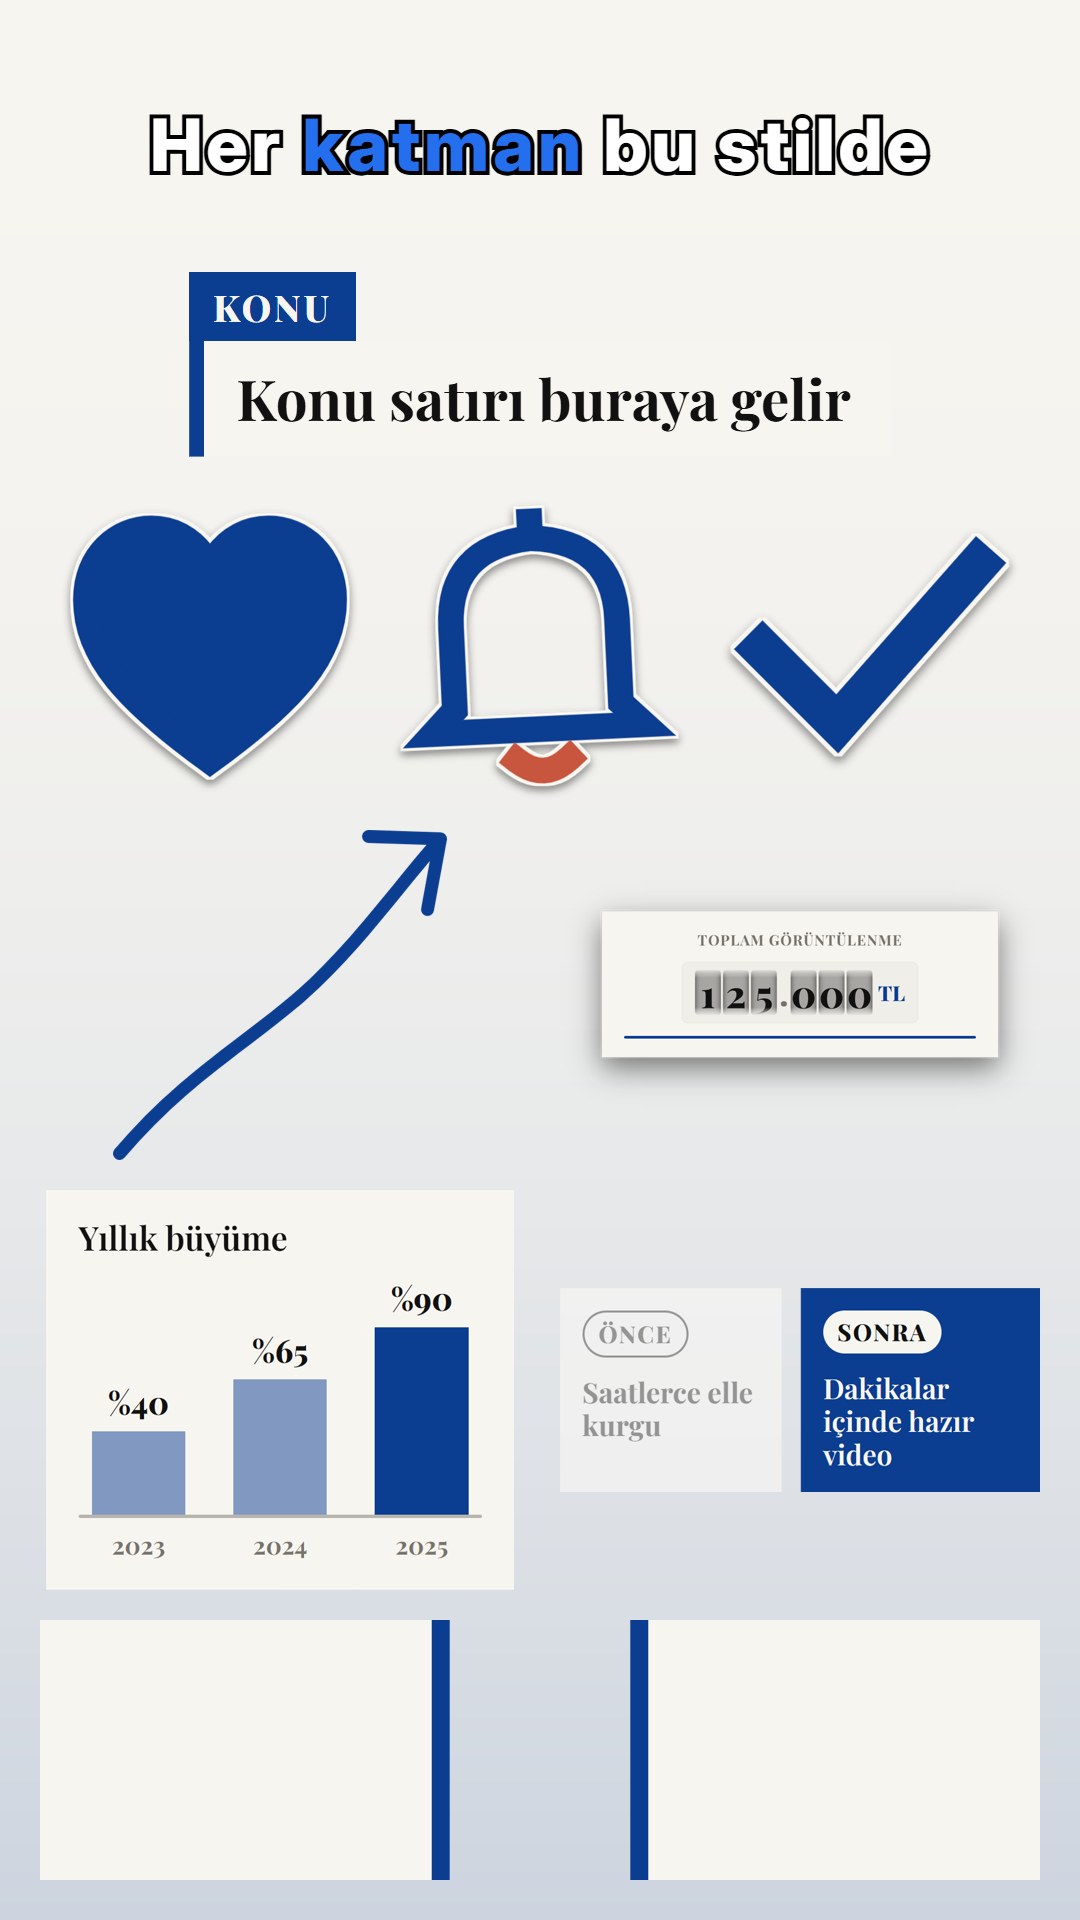 Her katman bu stilde
KONU
Konu satırı buraya gelir
TOPLAM GÖRÜNTÜLENME
125.000 TL
Yıllık büyüme
%40
%65
%90
2023
2024
2025
ÖNCE
Saatlerce elle
kurgu
SONRA
Dakikalar
içinde hazır
video